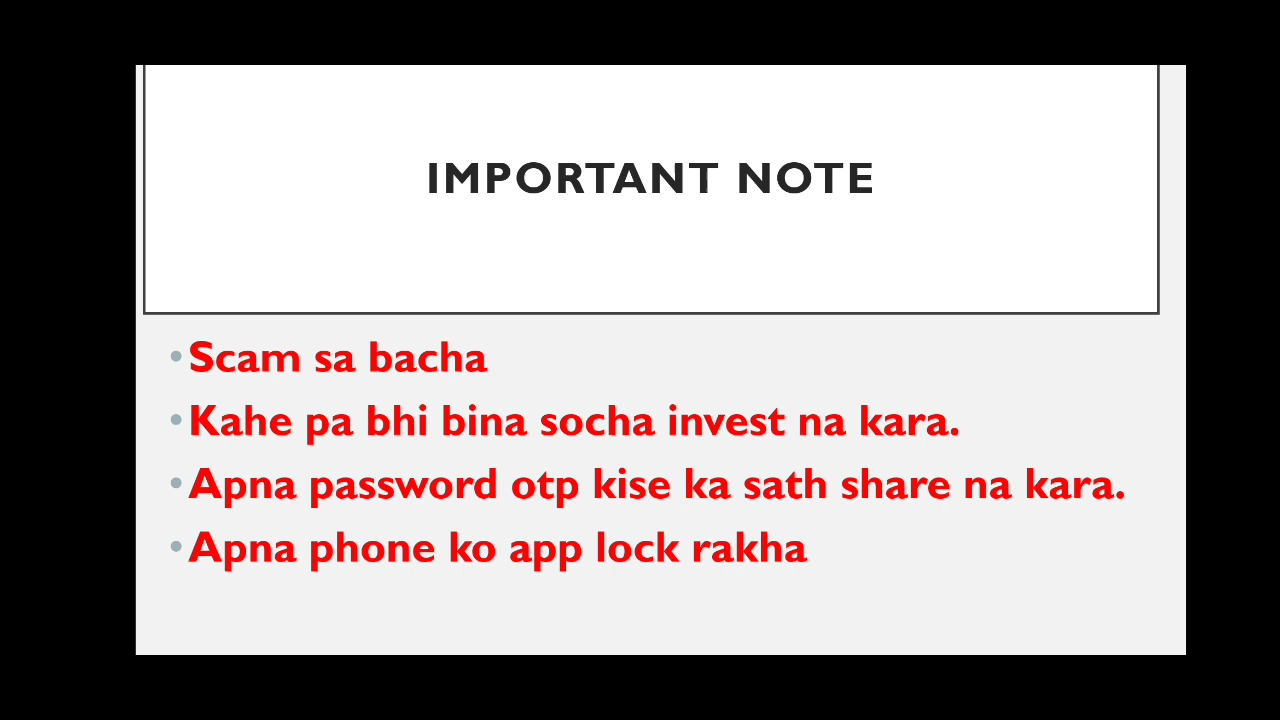 IMPORTANT NOTE
• Scam sa bacha
• Kahe pa bhi bina socha invest na kara.
• Apna password otp kise ka sath share na kara.
• Apna phone ko app lock rakha